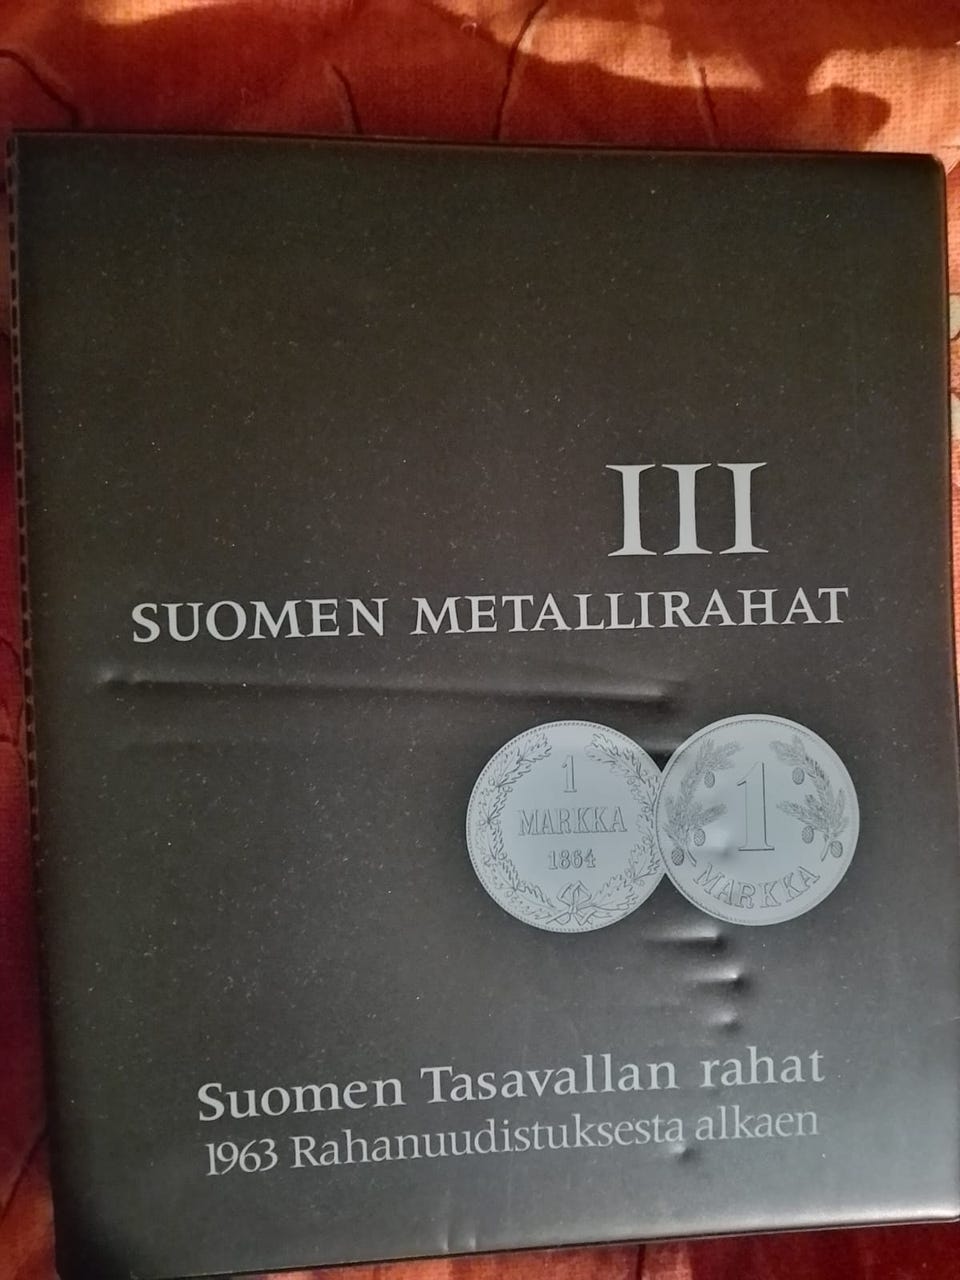 III
SUOMEN METALLIRAHAT
1
MARKKA
1864
1
MARKKA
Suomen Tasavallan rahat
1963 Rahanuudistuksesta alkaen